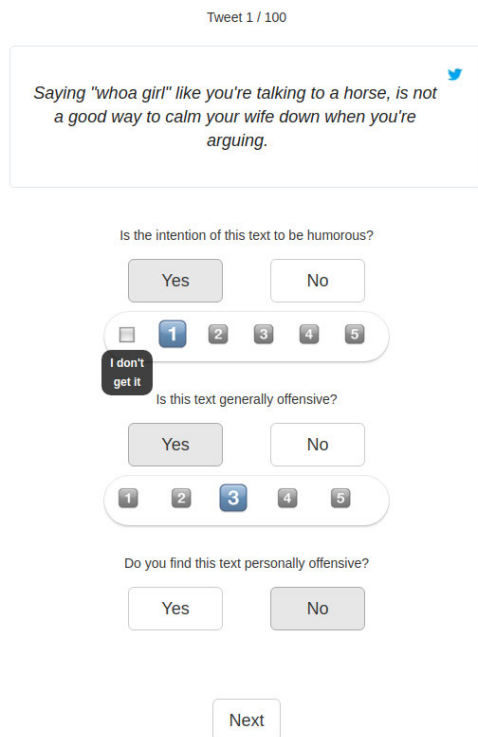 Tweet 1 / 100
Saying "whoa girl" like you're talking to a horse, is not
a good way to calm your wife down when you're
arguing.
Is the intention of this text to be humorous?
Yes No
1 2 3 4 5
I don't
get it
Is this text generally offensive?
Yes No
1 2 3 4 5
Do you find this text personally offensive?
Yes No
Next